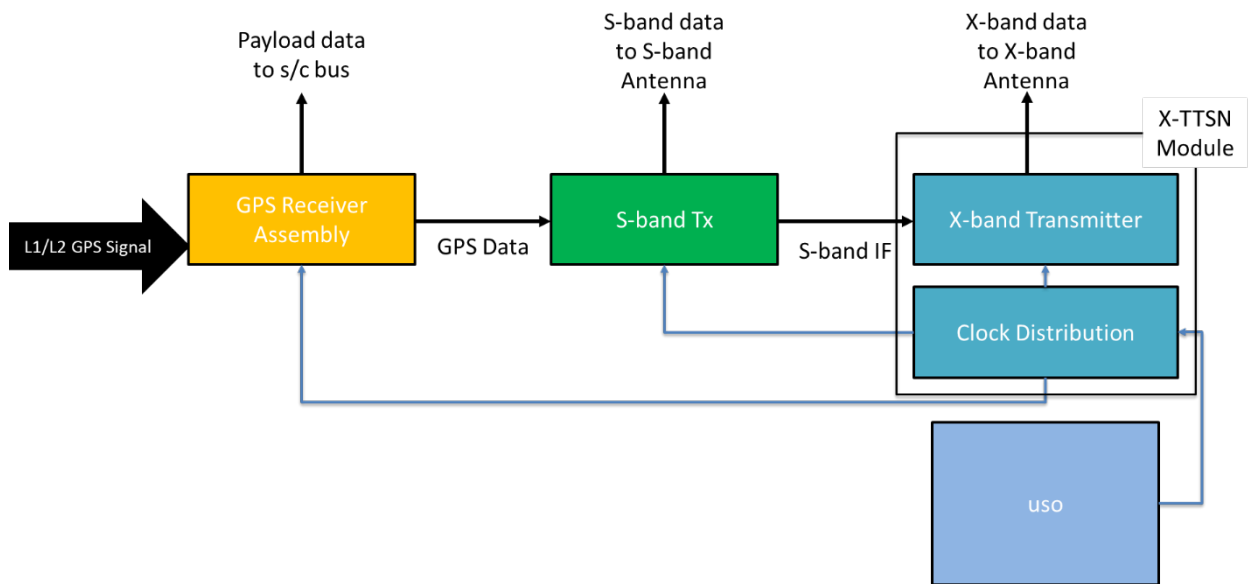 Payload data
to s/c bus
S-band data
to S-band
Antenna
X-band data
to X-band
Antenna
X-TTSN
Module
L1/L2 GPS Signal
GPS Receiver
Assembly
GPS Data
S-band Tx
S-band IF
X-band Transmitter
Clock Distribution
uso